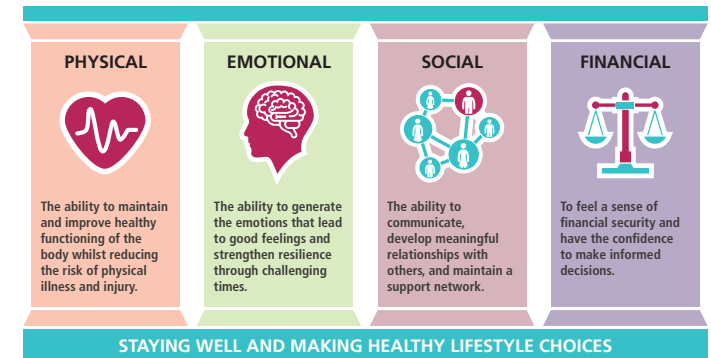 PHYSICAL
The ability to maintain
and improve healthy
functioning of the
body whilst reducing
the risk of physical
illness and injury.
EMOTIONAL
The ability to generate
the emotions that lead
to good feelings and
strengthen resilience
through challenging
times.
SOCIAL
The ability to
communicate,
develop meaningful
relationships with
others, and maintain a
support network.
FINANCIAL
To feel a sense of
financial security and
have the confidence
to make informed
decisions.
STAYING WELL AND MAKING HEALTHY LIFESTYLE CHOICES